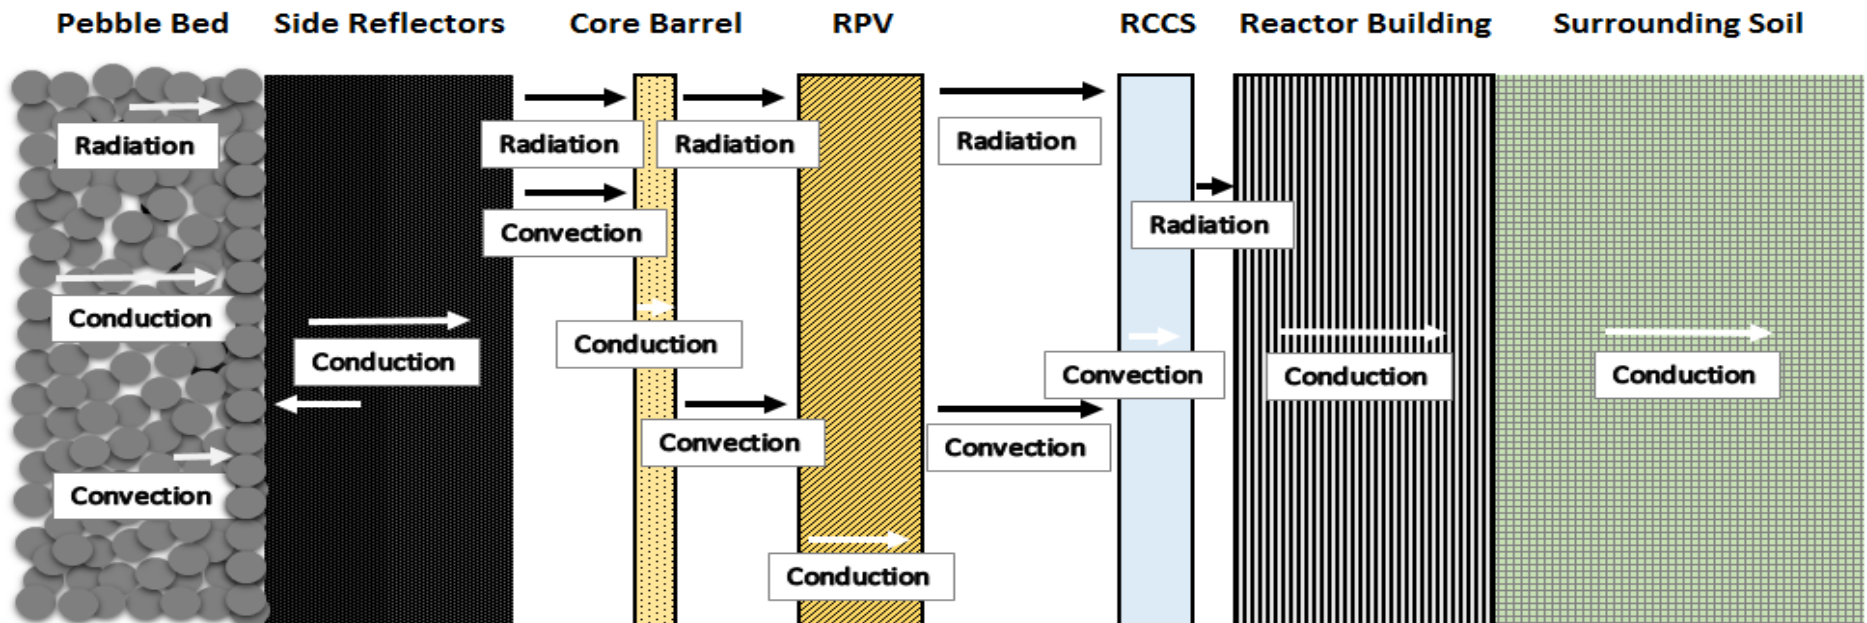 Pebble Bed
Side Reflectors
Core Barrel
RPV
RCCS
Reactor Building
Surrounding Soil
Radiation
Radiation
Radiation
Radiation
Radiation
Convection
Conduction
Conduction
Conduction
Convection
Conduction
Conduction
Convection
Convection
Convection
Conduction